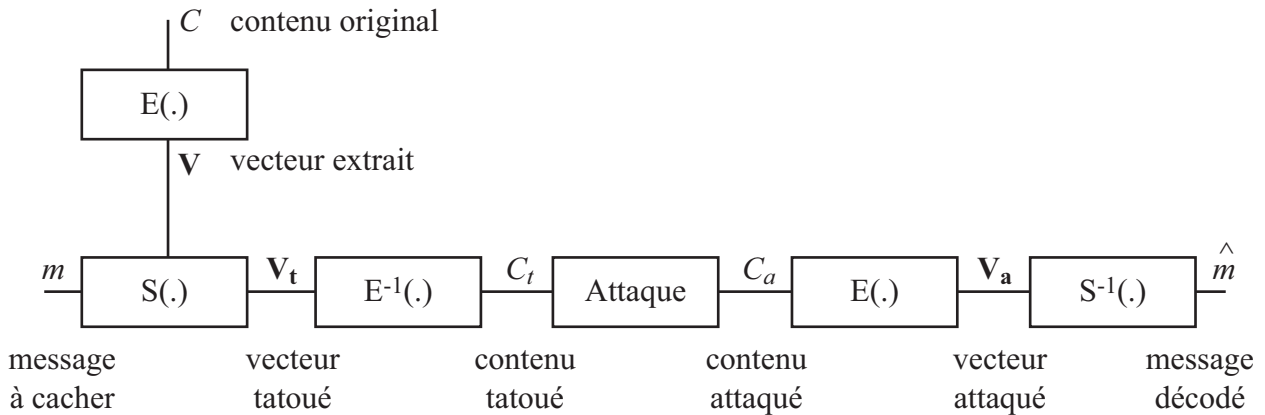 C contenu original
E(.)
V vecteur extrait
m S(.) Vt E-1(.) Ct Attaque Ca E(.) Va S-1(.) m̂
message vecteur contenu contenu vecteur message
à cacher tatoué tatoué attaqué attaqué décodé